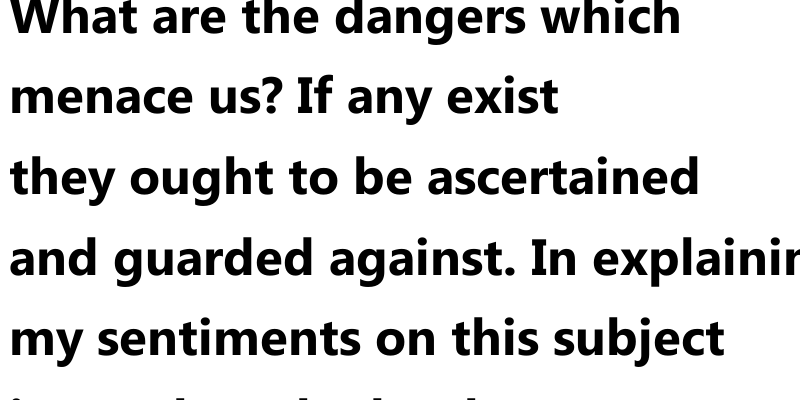 What are the dangers which
menace us? If any exist
they ought to be ascertained
and guarded against. In
my sentiments on this subject